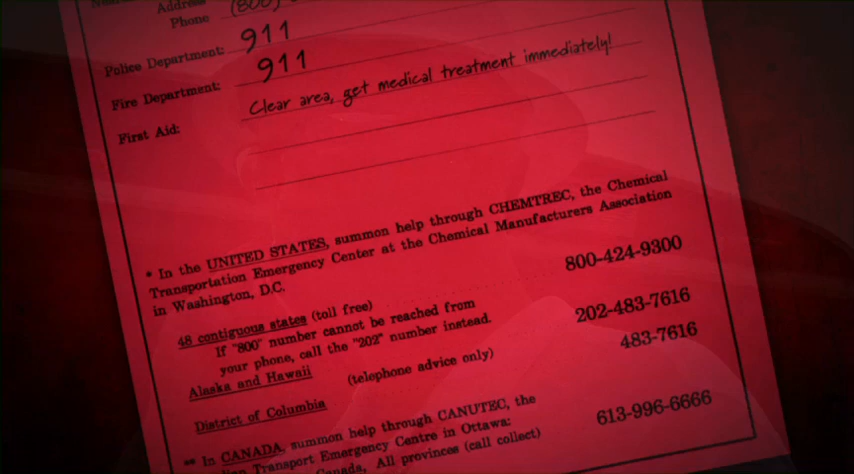 Address
Phone (800)
Police Department: 911
Fire Department: 911
First Aid: Clear area, get medical treatment immediately!
* In the UNITED STATES, summon help through CHEMTREC, the Chemical
Transportation Emergency Center at the Chemical Manufacturers Association
in Washington, D.C.
48 contiguous states (toll free) 800-424-9300
If "800" number cannot be reached from
your phone, call the "202" number instead.
Alaska and Hawaii (telephone advice only) 202-483-7616
District of Columbia 483-7616
** In CANADA, summon help through CANUTEC, the
Transport Emergency Centre in Ottawa:
Canada, All provinces (call collect) 613-996-6666